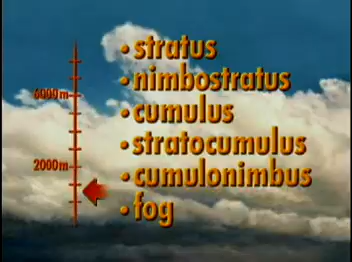 • stratus
• nimbostratus
6000m
• cumulus
• stratocumulus
2000m
• cumulonimbus
• fog